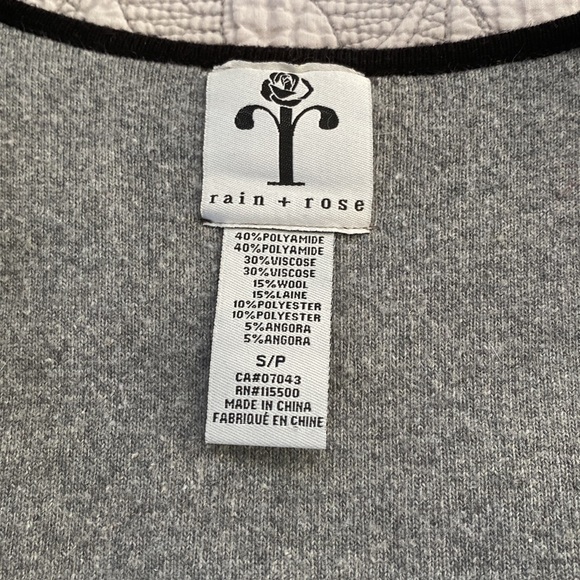 rain + rose
40%POLYAMIDE
40%POLYAMIDE
30%VISCOSE
30%VISCOSE
15%WOOL
15%LAINE
10%POLYESTER
10%POLYESTER
5%ANGORA
5%ANGORA
S/P
CA#07043
RN#115500
MADE IN CHINA
FABRIQUÉ EN CHINE